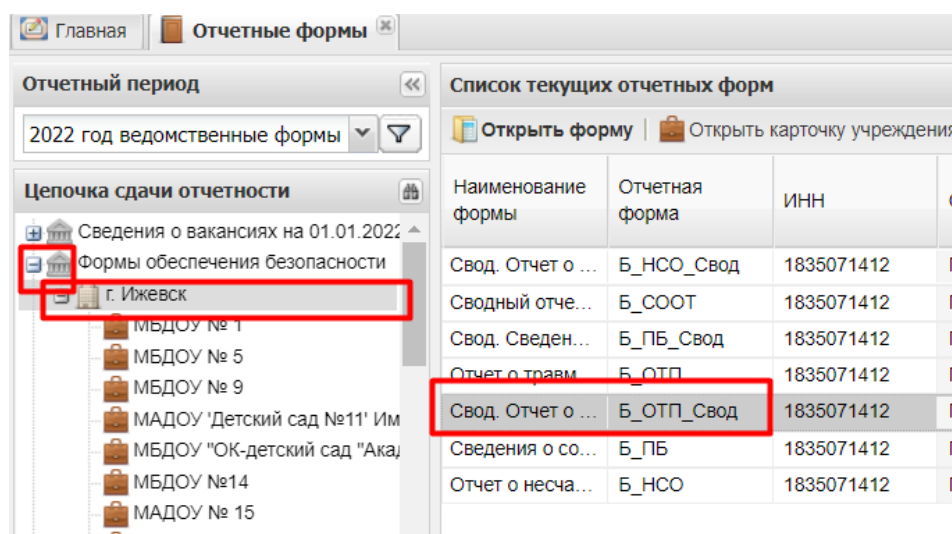 Главная
Отчетные формы
Отчетный период
2022 год ведомственные формы
Цепочка сдачи отчетности
Сведения о вакансиях на 01.01.2022
Формы обеспечения безопасности
г. Ижевск
МБДОУ № 1
МБДОУ № 5
МБДОУ № 9
МАДОУ 'Детский сад №11' Им
МБДОУ "ОК-детский сад "Акад
МБДОУ №14
МАДОУ № 15
Список текущих отчетных форм
Открыть форму | Открыть карточку учреждения
Наименование формы Отчетная форма ИНН
Свод. Отчет о ... Б_НСО_Свод 1835071412
Сводный отче... Б_СООТ 1835071412
Свод. Сведен... Б_ПБ_Свод 1835071412
Отчет о травм... Б_ОТП 1835071412
Свод. Отчет о ... Б_ОТП_Свод 1835071412
Сведения о со... Б_ПБ 1835071412
Отчет о несча... Б_НСО 1835071412